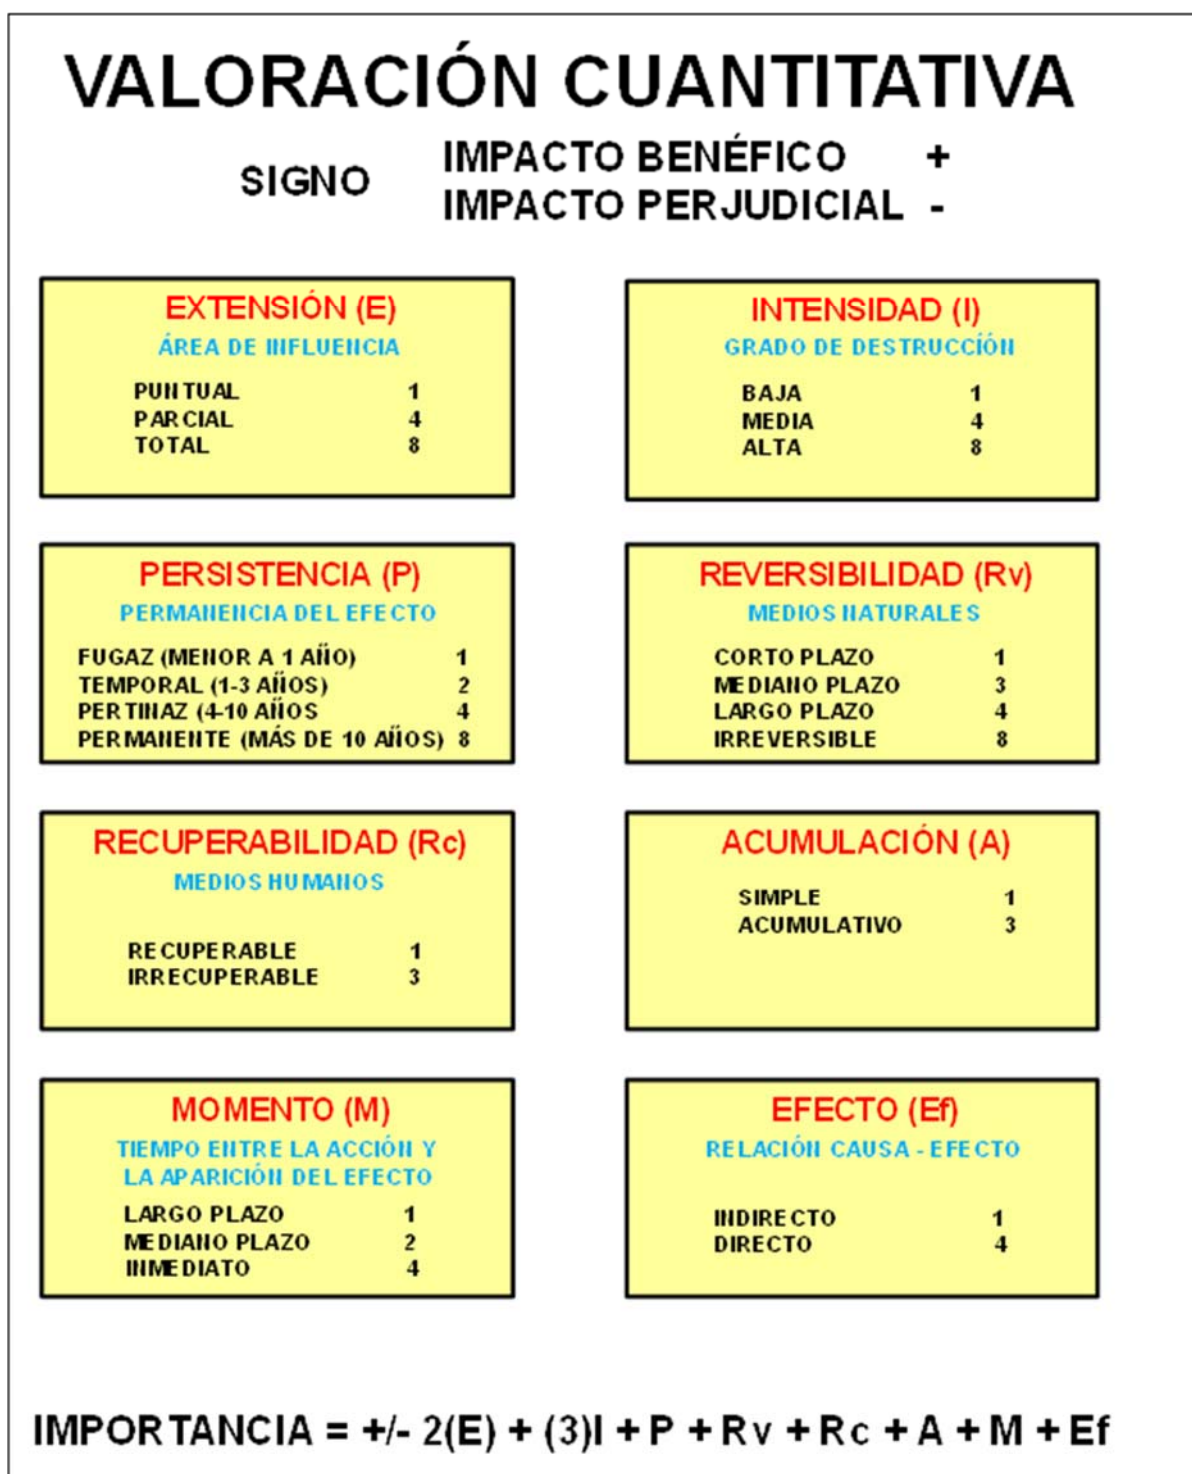 VALORACIÓN CUANTITATIVA
SIGNO
IMPACTO BENÉFICO +
IMPACTO PERJUDICIAL -
EXTENSIÓN (E)
ÁREA DE INFLUENCIA
PUNTUAL 1
PARCIAL 4
TOTAL 8
INTENSIDAD (I)
GRADO DE DESTRUCCÍÓN
BAJA 1
MEDIA 4
ALTA 8
PERSISTENCIA (P)
PERMANENCIA DEL EFECTO
FUGAZ (MENOR A 1 AÑO) 1
TEMPORAL (1-3 AÑOS) 2
PERTINAZ (4-10 AÑOS 4
PERMANENTE (MÁS DE 10 AÑOS) 8
REVERSIBILIDAD (Rv)
MEDIOS NATURALES
CORTO PLAZO 1
MEDIANO PLAZO 3
LARGO PLAZO 4
IRREVERSIBLE 8
RECUPERABILIDAD (Rc)
MEDIOS HUMANOS
RECUPERABLE 1
IRRECUPERABLE 3
ACUMULACIÓN (A)
SIMPLE 1
ACUMULATIVO 3
MOMENTO (M)
TIEMPO ENTRE LA ACCIÓN Y
LA APARICIÓN DEL EFECTO
LARGO PLAZO 1
MEDIANO PLAZO 2
INMEDIATO 4
EFECTO (Ef)
RELACIÓN CAUSA - EFECTO
INDIRECTO 1
DIRECTO 4
IMPORTANCIA = +/- 2(E) + (3)I + P + Rv + Rc + A + M + Ef